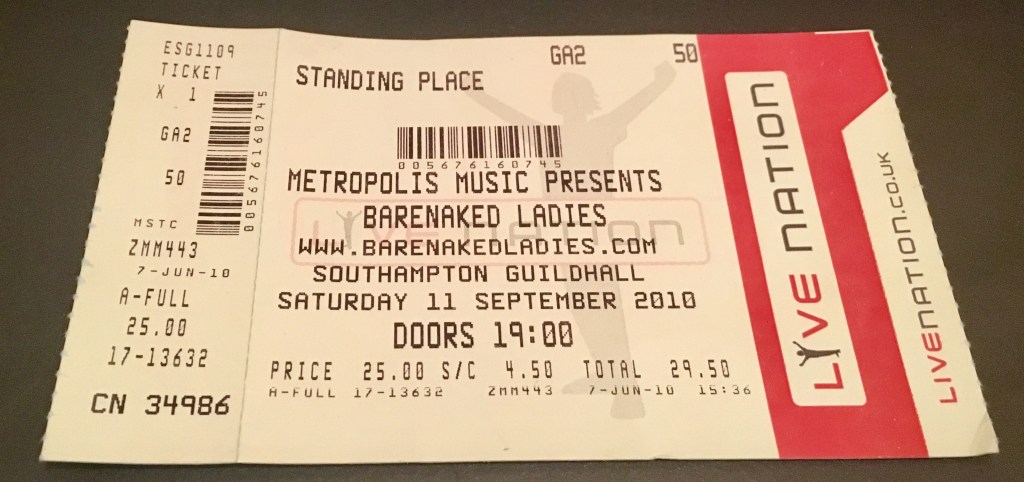 ESG1109
TICKET
X 1
GA2
50
MSTC
ZMM443
7-JUN-10
A-FULL
25.00
17-13632
CN 34986
005676160745
GA2 50
STANDING PLACE
005676160745
METROPOLIS MUSIC PRESENTS
BARENAKED LADIES
WWW.BARENAKEDLADIES.COM
SOUTHAMPTON GUILDHALL
SATURDAY 11 SEPTEMBER 2010
DOORS 19:00
PRICE 25.00 S/C 4.50 TOTAL 29.50
A-FULL 17-13632 ZMM443 7-JUN-10 15:36
LIVE NATION
LIVE NATION
LIVENATION.CO.UK